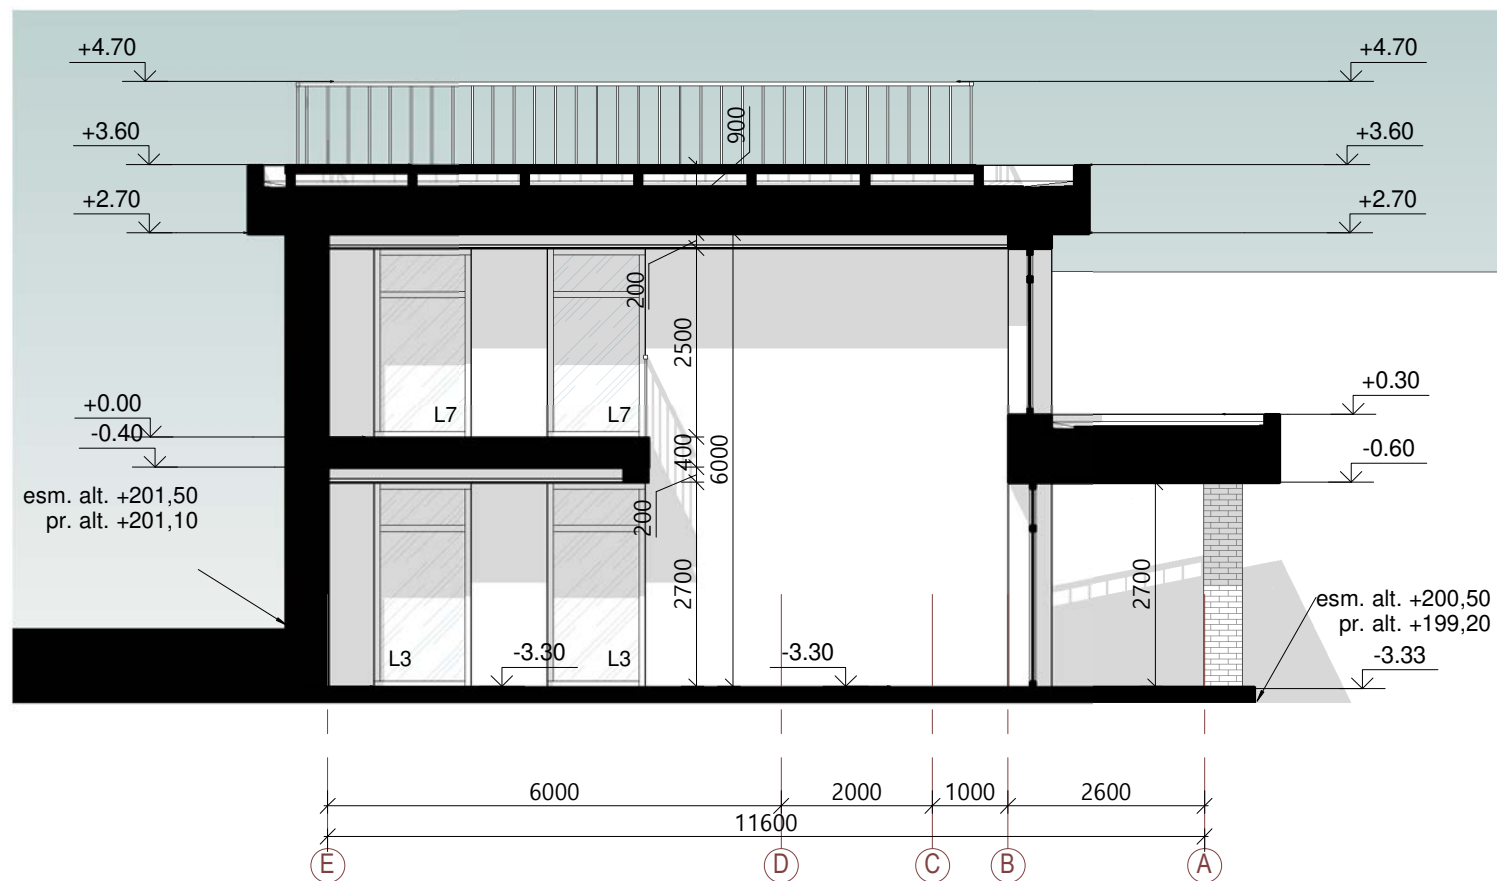 +4.70
+4.70
900
+3.60
+3.60
+2.70
+2.70
200
2500
+0.00
-0.40
L7
L7
+0.30
400
6000
-0.60
esm. alt. +201,50
pr. alt. +201,10
200
2700
2700
esm. alt. +200,50
pr. alt. +199,20
L3
-3.30
L3
-3.30
-3.33
6000
2000
1000
2600
11600
E
D
C
B
A